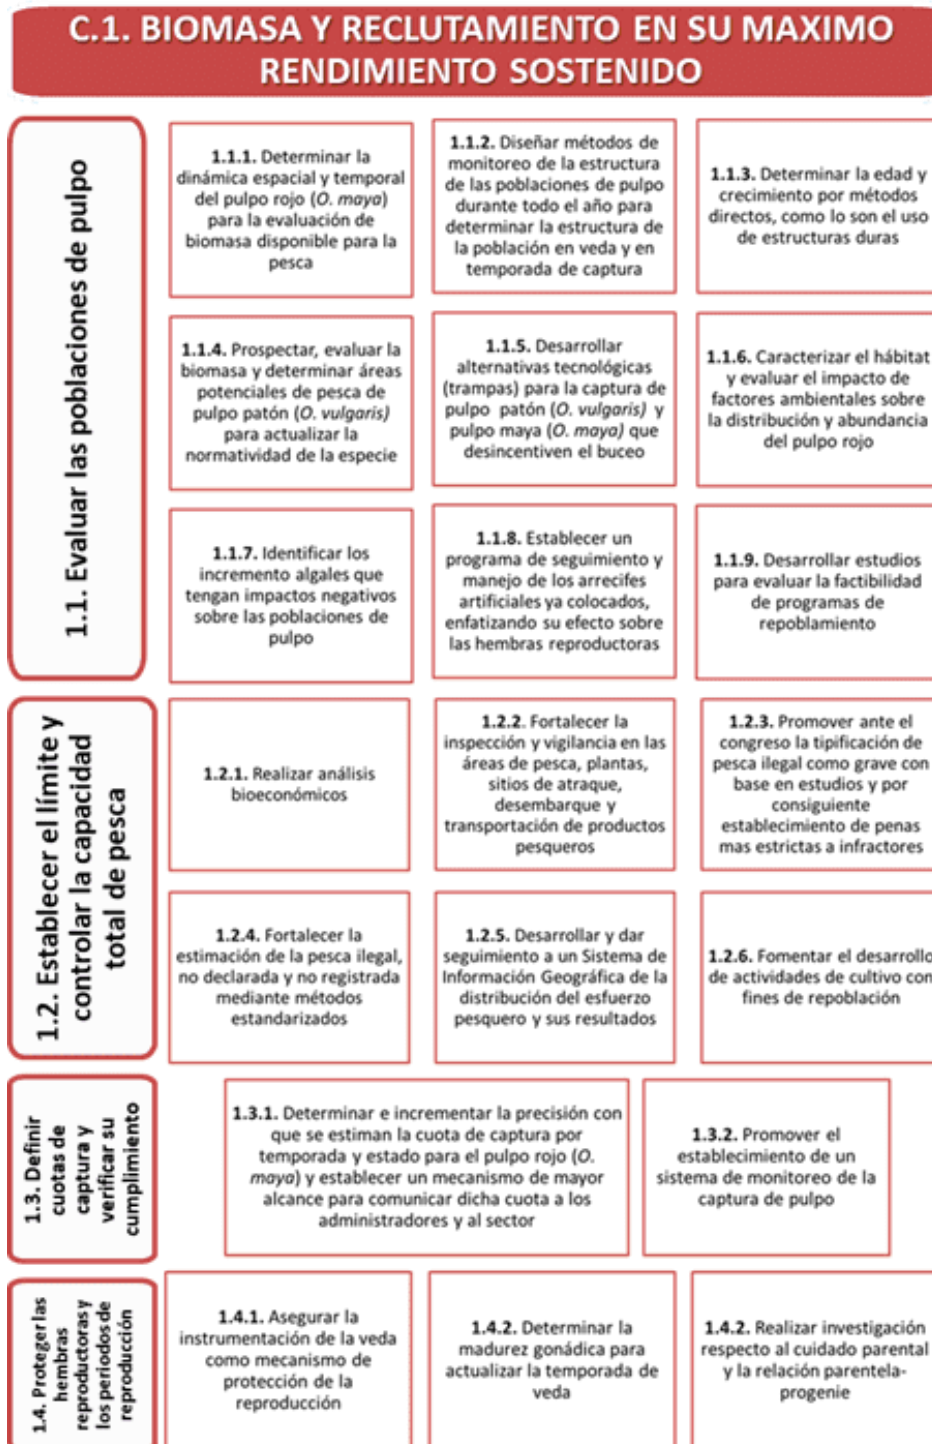 C.1. BIOMASA Y RECLUTAMIENTO EN SU MAXIMO
RENDIMIENTO SOSTENIDO
1.1. Evaluar las poblaciones de pulpo
1.1.1. Determinar la
dinámica espacial y temporal
del pulpo rojo (O. maya)
para la evaluación de
biomasa disponible para la
pesca
1.1.2. Diseñar métodos de
monitoreo de la estructura
de las poblaciones de pulpo
durante todo el año para
determinar la estructura de
la población en veda y en
temporada de captura
1.1.3. Determinar la edad y
crecimiento por métodos
directos, como lo son el uso
de estructuras duras
1.1.4. Prospectar, evaluar la
biomasa y determinar áreas
potenciales de pesca de
pulpo patón (O. vulgaris)
para actualizar la
normatividad de la especie
1.1.5. Desarrollar
alternativas tecnológicas
(trampas) para la captura de
pulpo patón (O. vulgaris) y
pulpo maya (O. maya) que
desincentiven el buceo
1.1.6. Caracterizar el hábitat
y evaluar el impacto de
factores ambientales sobre
la distribución y abundancia
del pulpo rojo
1.1.7. Identificar los
incremento algales que
tengan impactos negativos
sobre las poblaciones de
pulpo
1.1.8. Establecer un
programa de seguimiento y
manejo de los arrecifes
artificiales ya colocados,
enfatizando su efecto sobre
las hembras reproductoras
1.1.9. Desarrollar estudios
para evaluar la factibilidad
de programas de
repoblamiento
1.2. Establecer el límite y
controlar la capacidad
total de pesca
1.2.1. Realizar análisis
bioeconómicos
1.2.2. Fortalecer la
inspección y vigilancia en las
áreas de pesca, plantas,
sitios de atraque,
desembarque y
transportación de productos
pesqueros
1.2.3. Promover ante el
congreso la tipificación de
pesca ilegal como grave con
base en estudios y por
consiguiente
establecimiento de penas
mas estrictas a infractores
1.2.4. Fortalecer la
estimación de la pesca ilegal,
no declarada y no registrada
mediante métodos
estandarizados
1.2.5. Desarrollar y dar
seguimiento a un Sistema de
Información Geográfica de la
distribución del esfuerzo
pesquero y sus resultados
1.2.6. Fomentar el desarrollo
de actividades de cultivo con
fines de repoblación
1.3. Definir
cuotas de
captura y
verificar su
cumplimiento
1.3.1. Determinar e incrementar la precisión con
que se estiman la cuota de captura por
temporada y estado para el pulpo rojo (O.
maya) y establecer un mecanismo de mayor
alcance para comunicar dicha cuota a los
administradores y al sector
1.3.2. Promover el
establecimiento de un
sistema de monitoreo de la
captura de pulpo
1.4. Proteger las
hembras
reproductoras y
los periodos de
reproducción
1.4.1. Asegurar la
instrumentación de la veda
como mecanismo de
protección de la
reproducción
1.4.2. Determinar la
madurez gonádica para
actualizar la temporada de
veda
1.4.2. Realizar investigación
respecto al cuidado parental
y la relación parentela-
progenie